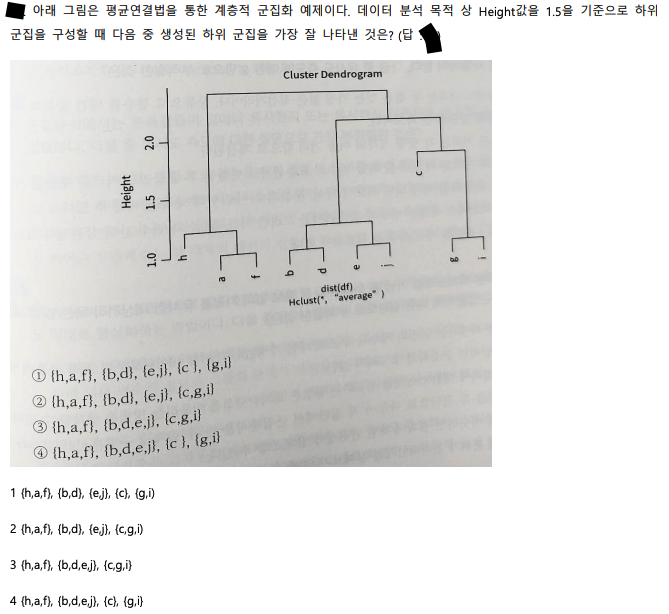 아래 그림은 평균연결법을 통한 계층적 군집화 예제이다. 데이터 분석 목적 상 Height값을 1.5을 기준으로 하위
군집을 구성할 때 다음 중 생성된 하위 군집을 가장 잘 나타낸 것은? (답
Cluster Dendrogram
Height
2.0
1.5
1.0
c
h
a
f
b
d
e
j
g
i
dist(df)
Hclust(*, "average" )
① {h,a,f}, {b,d}, {e,j}, {c }, {g,i}
② {h,a,f}, {b,d}, {e,j}, {c,g,i}
③ {h,a,f}, {b,d,e,j}, {c,g,i}
④ {h,a,f}, {b,d,e,j}, {c }, {g,i}
1 {h,a,f}, {b,d}, {e,j}, {c}, {g,i)
2 {h,a,f}, {b,d}, {e,j}, {c,g,i)
3 {h,a,f}, {b,d,e,j}, {c,g,i}
4 {h,a,f}, {b,d,e,j}, {c}, {g,i}